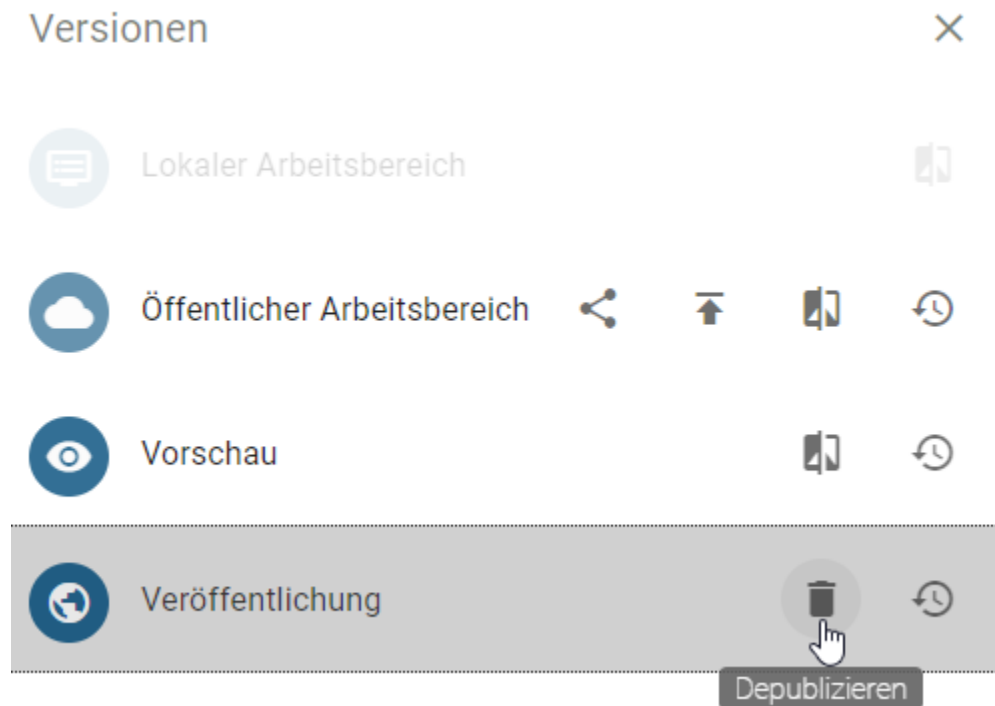 Versionen
Lokaler Arbeitsbereich
Öffentlicher Arbeitsbereich
Vorschau
Veröffentlichung
Depublizieren